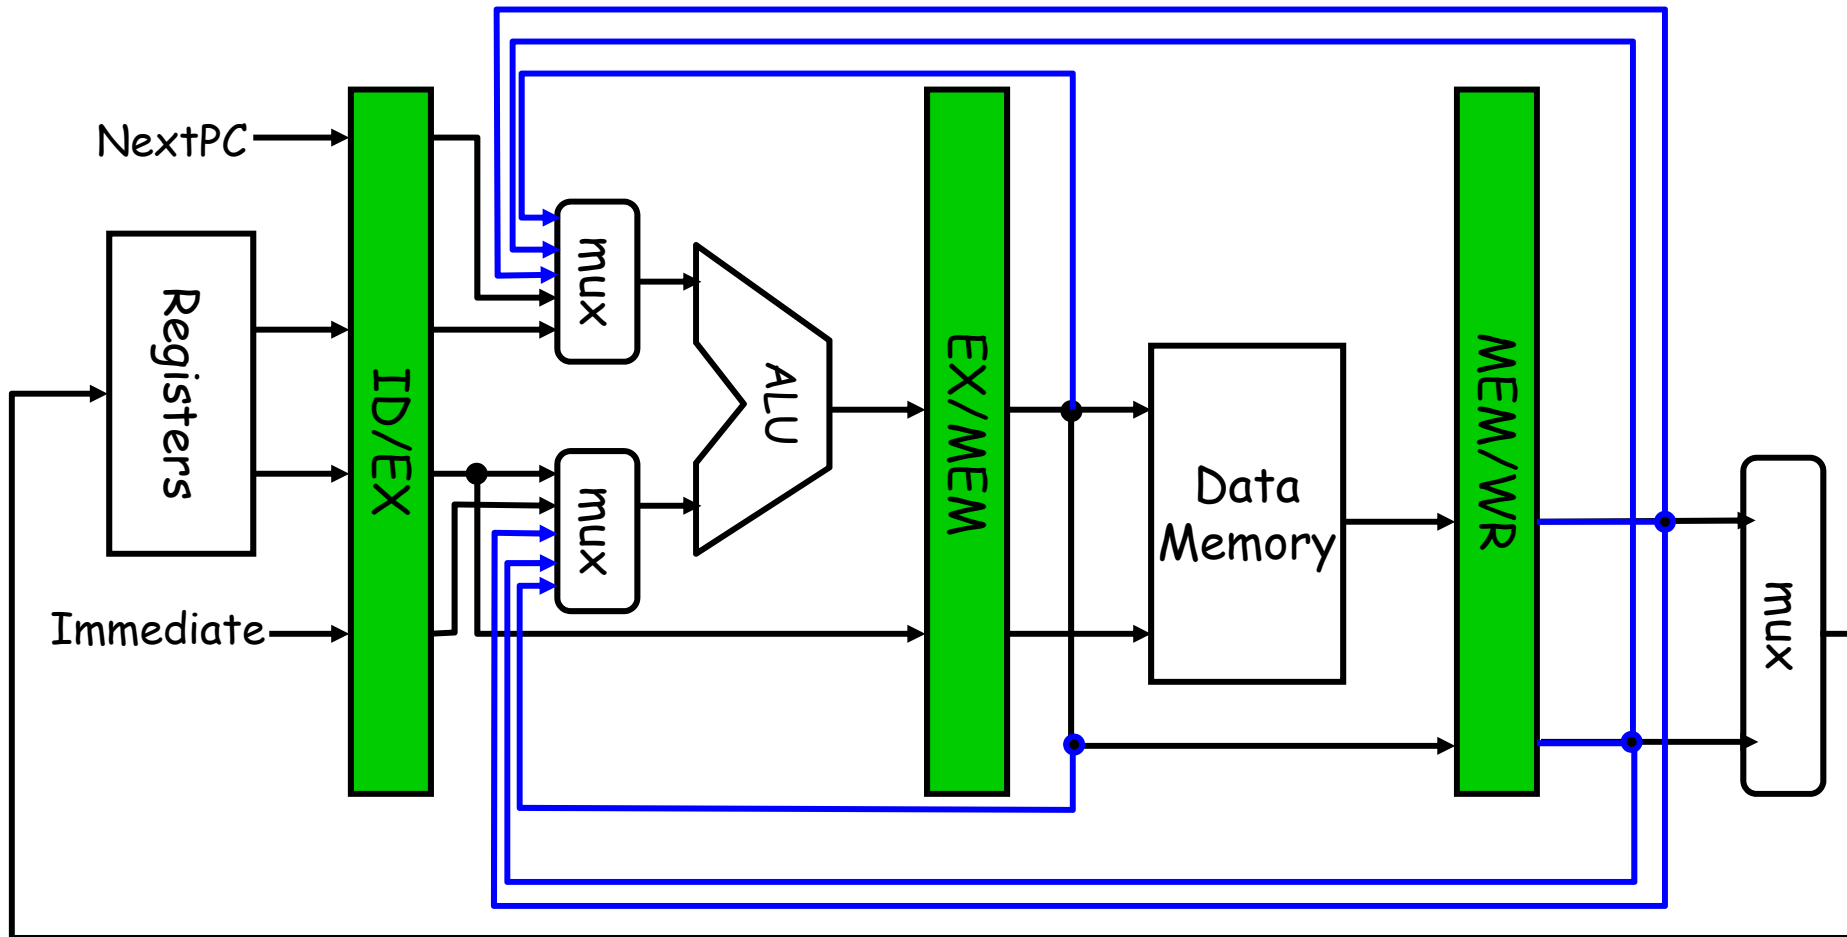 NextPC
Registers
Immediate
ID/EX
mux
mux
ALU
EX/MEM
Data
Memory
MEM/WR
mux